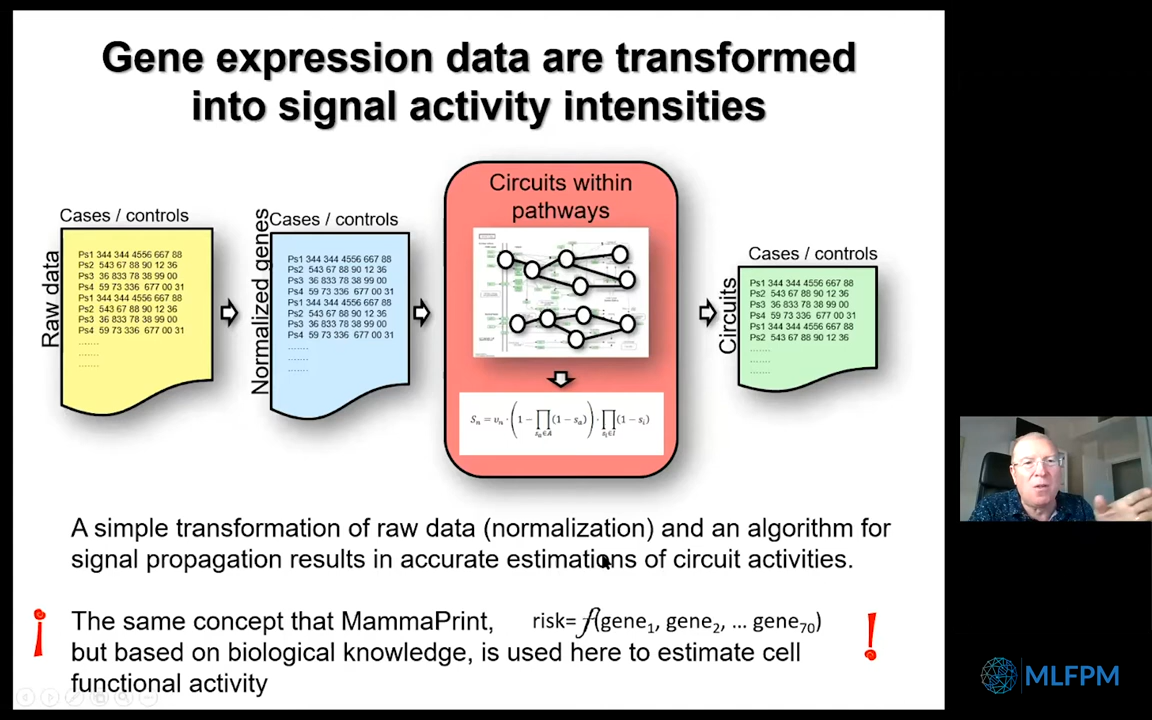 Gene expression data are transformed
into signal activity intensities
Cases / controls
Raw data
Ps1 344 344 4556 667 88
Ps2 543 67 88 90 12 36
Ps3 36 833 78 38 99 00
Ps4 59 73 336 677 00 31
Ps1 344 344 4556 667 88
Ps2 543 67 88 90 12 36
Ps3 36 833 78 38 99 00
Ps4 59 73 336 677 00 31
.......
.......
.......
Cases / controls
Normalized genes
Ps1 344 344 4556 667 88
Ps2 543 67 88 90 12 36
Ps3 36 833 78 38 99 00
Ps4 59 73 336 677 00 31
Ps1 344 344 4556 667 88
Ps2 543 67 88 90 12 36
Ps3 36 833 78 38 99 00
Ps4 59 73 336 677 00 31
.......
.......
.......
Circuits within
pathways
Sₙ = υₙ · (1 − ∏_{sₐ∈A} (1 − sₐ)) · ∏_{sᵢ∈I} (1 − sᵢ)
Cases / controls
Circuits
Ps1 344 344 4556 667 88
Ps2 543 67 88 90 12 36
Ps3 36 833 78 38 99 00
Ps4 59 73 336 677 00 31
Ps1 344 344 4556 667 88
Ps2 543 67 88 90 12 36
.......
.......
.......
A simple transformation of raw data (normalization) and an algorithm for
signal propagation results in accurate estimations of circuit activities.
¡ The same concept that MammaPrint, risk= f(gene₁, gene₂, … gene₇₀) !
but based on biological knowledge, is used here to estimate cell
functional activity
MLFPM